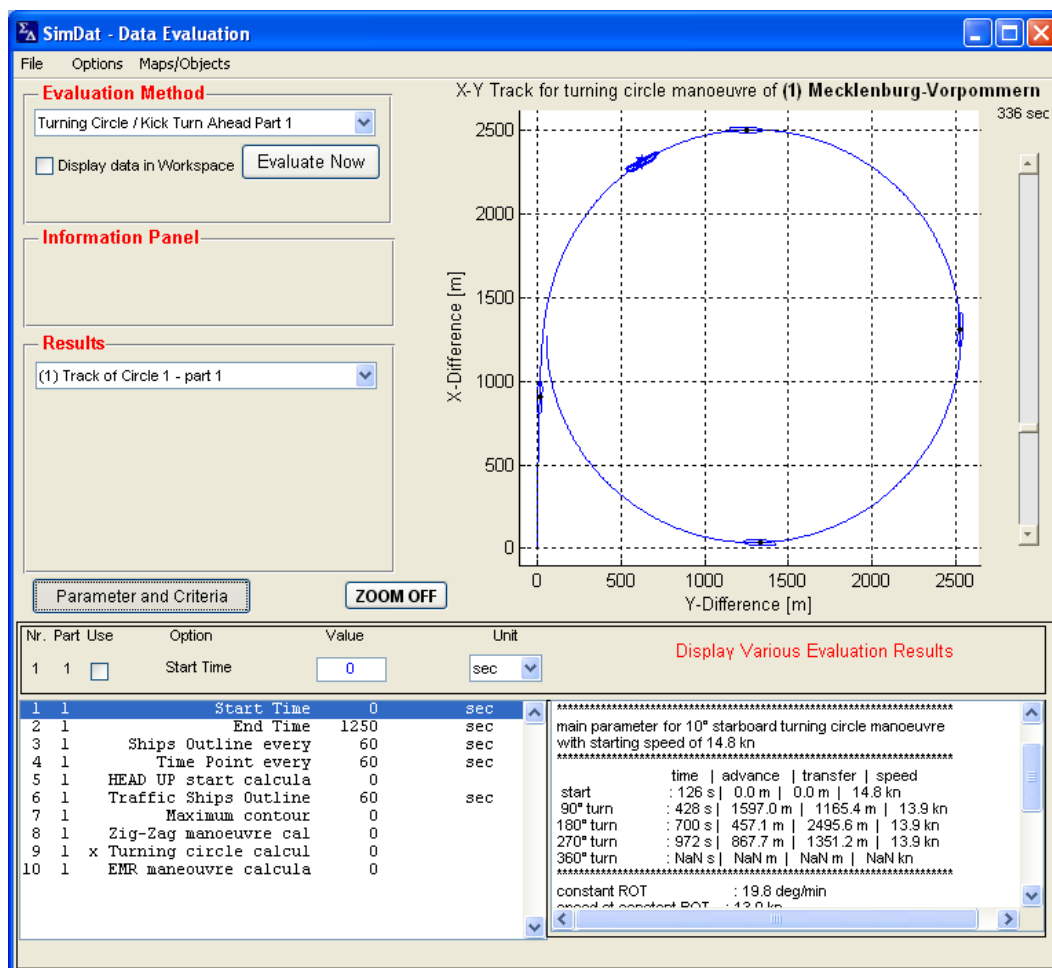 SimDat - Data Evaluation
File Options Maps/Objects
Evaluation Method
Turning Circle / Kick Turn Ahead Part 1
Display data in Workspace Evaluate Now
Information Panel
Results
(1) Track of Circle 1 - part 1
Parameter and Criteria ZOOM OFF
X-Y Track for turning circle manoeuvre of (1) Mecklenburg-Vorpommern
336 sec
X-Difference [m]
2500
2000
1500
1000
500
0
0 500 1000 1500 2000 2500
Y-Difference [m]
Nr. Part Use Option Value Unit
1 1 Start Time 0 sec
Display Various Evaluation Results
1 1 Start Time 0 sec
2 1 End Time 1250 sec
3 1 Ships Outline every 60 sec
4 1 Time Point every 60 sec
5 1 HEAD UP start calcula 0
6 1 Traffic Ships Outline 60 sec
7 1 Maximum contour 0
8 1 Zig-Zag manoeuvre cal 0
9 1 x Turning circle calcul 0
10 1 EMR maneouvre calcula 0
**********************************************************************
main parameter for 10° starboard turning circle manoeuvre
with starting speed of 14.8 kn
**********************************************************************
time | advance | transfer | speed
start : 126 s | 0.0 m | 0.0 m | 14.8 kn
90° turn : 428 s | 1597.0 m | 1165.4 m | 13.9 kn
180° turn : 700 s | 457.1 m | 2495.6 m | 13.9 kn
270° turn : 972 s | 867.7 m | 1351.2 m | 13.9 kn
360° turn : NaN s | NaN m | NaN m | NaN kn
**********************************************************************
constant ROT : 19.8 deg/min
speed at constant ROT